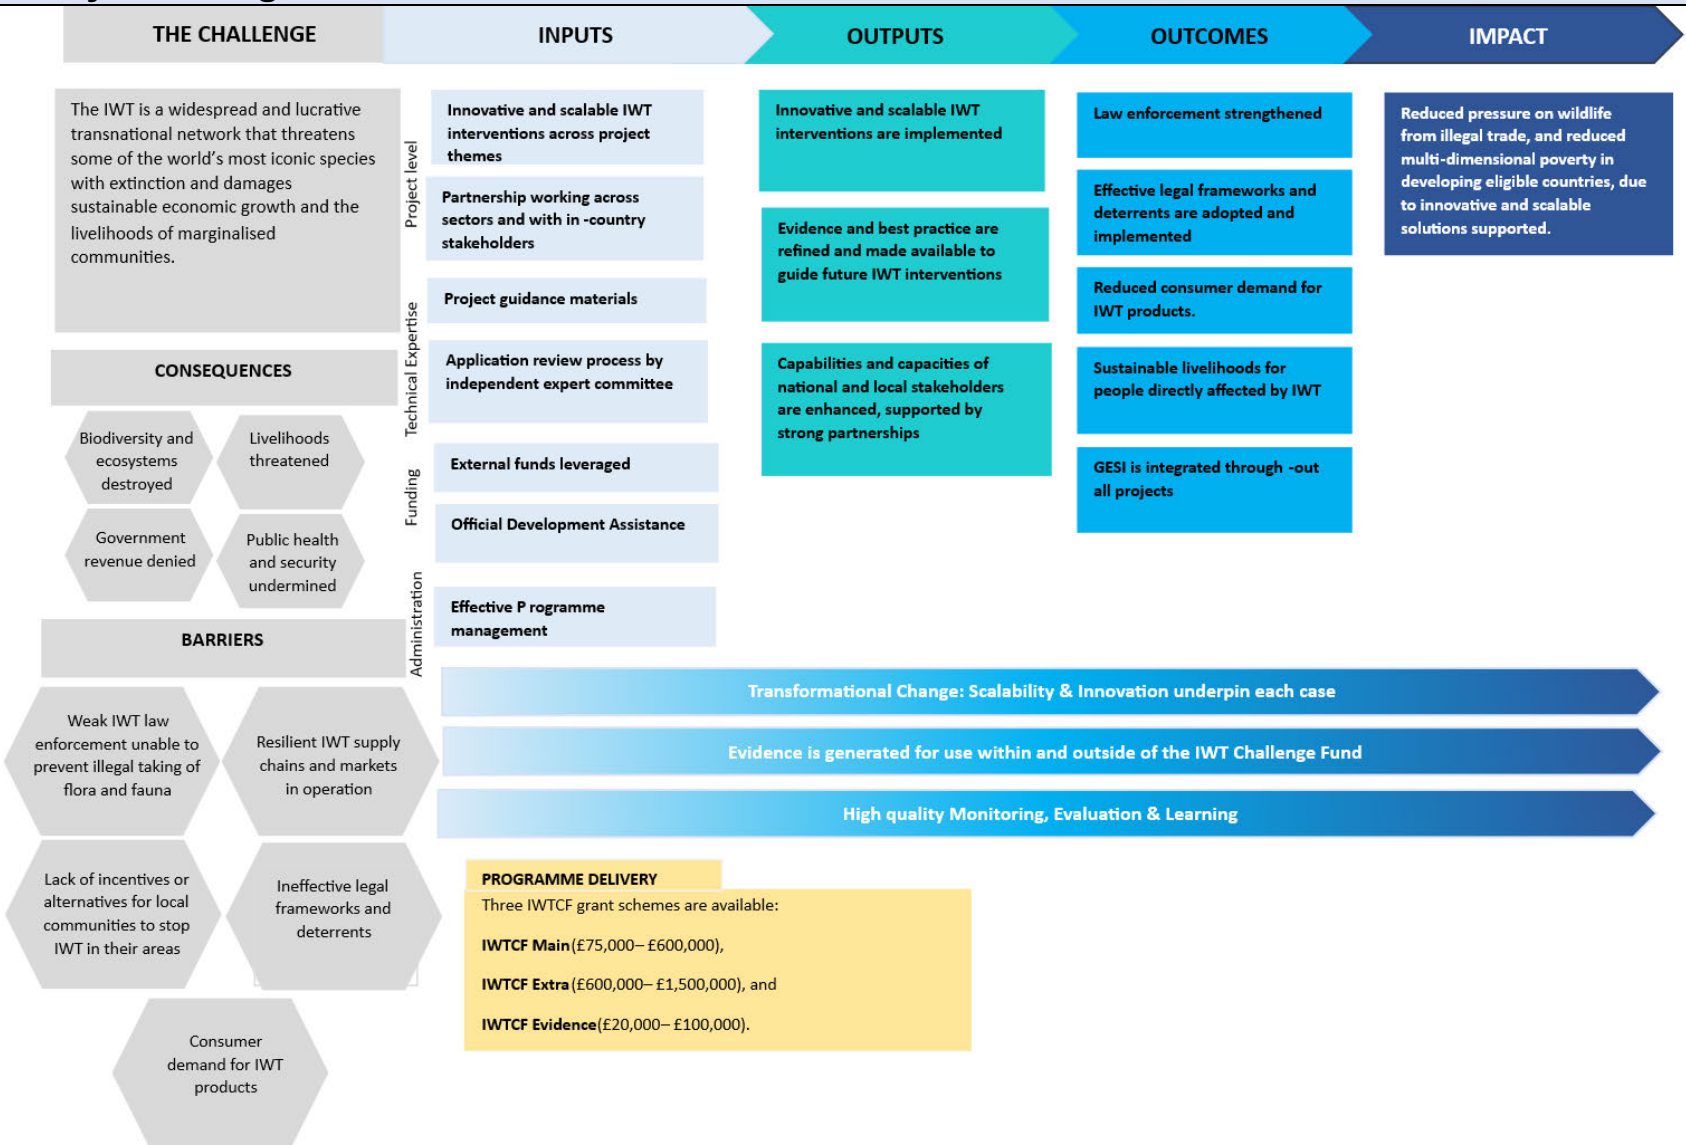 THE CHALLENGE
INPUTS
OUTPUTS
OUTCOMES
IMPACT
The IWT is a widespread and lucrative
transnational network that threatens
some of the world's most iconic species
with extinction and damages
sustainable economic growth and the
livelihoods of marginalised
communities.
CONSEQUENCES
Biodiversity and
ecosystems
destroyed
Livelihoods
threatened
Government
revenue denied
Public health
and security
undermined
BARRIERS
Weak IWT law
enforcement unable to
prevent illegal taking of
flora and fauna
Resilient IWT supply
chains and markets
in operation
Lack of incentives or
alternatives for local
communities to stop
IWT in their areas
Ineffective legal
frameworks and
deterrents
Consumer
demand for IWT
products
Project level
Innovative and scalable IWT
interventions across project
themes
Partnership working across
sectors and with in -country
stakeholders
Technical Expertise
Project guidance materials
Application review process by
independent expert committee
Funding
External funds leveraged
Official Development Assistance
Administration
Effective P rogramme
management
Innovative and scalable IWT
interventions are implemented
Evidence and best practice are
refined and made available to
guide future IWT interventions
Capabilities and capacities of
national and local stakeholders
are enhanced, supported by
strong partnerships
Law enforcement strengthened
Effective legal frameworks and
deterrents are adopted and
implemented
Reduced consumer demand for
IWT products.
Sustainable livelihoods for
people directly affected by IWT
GESI is integrated through -out
all projects
Reduced pressure on wildlife
from illegal trade, and reduced
multi-dimensional poverty in
developing eligible countries, due
to innovative and scalable
solutions supported.
Transformational Change: Scalability & Innovation underpin each case
Evidence is generated for use within and outside of the IWT Challenge Fund
High quality Monitoring, Evaluation & Learning
PROGRAMME DELIVERY
Three IWTCF grant schemes are available:
IWTCF Main (£75,000– £600,000),
IWTCF Extra (£600,000– £1,500,000), and
IWTCF Evidence(£20,000– £100,000).